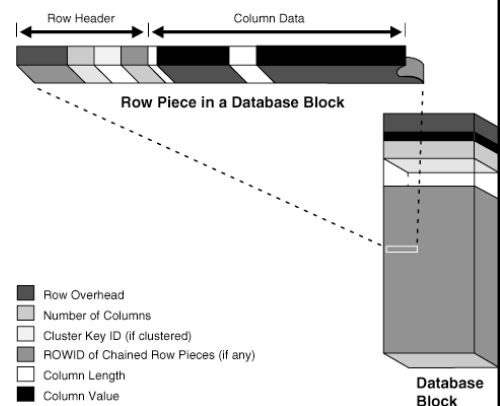 Row Header
Column Data
Row Piece in a Database Block
Row Overhead
Number of Columns
Cluster Key ID (if clustered)
ROWID of Chained Row Pieces (if any)
Column Length
Column Value
Database
Block